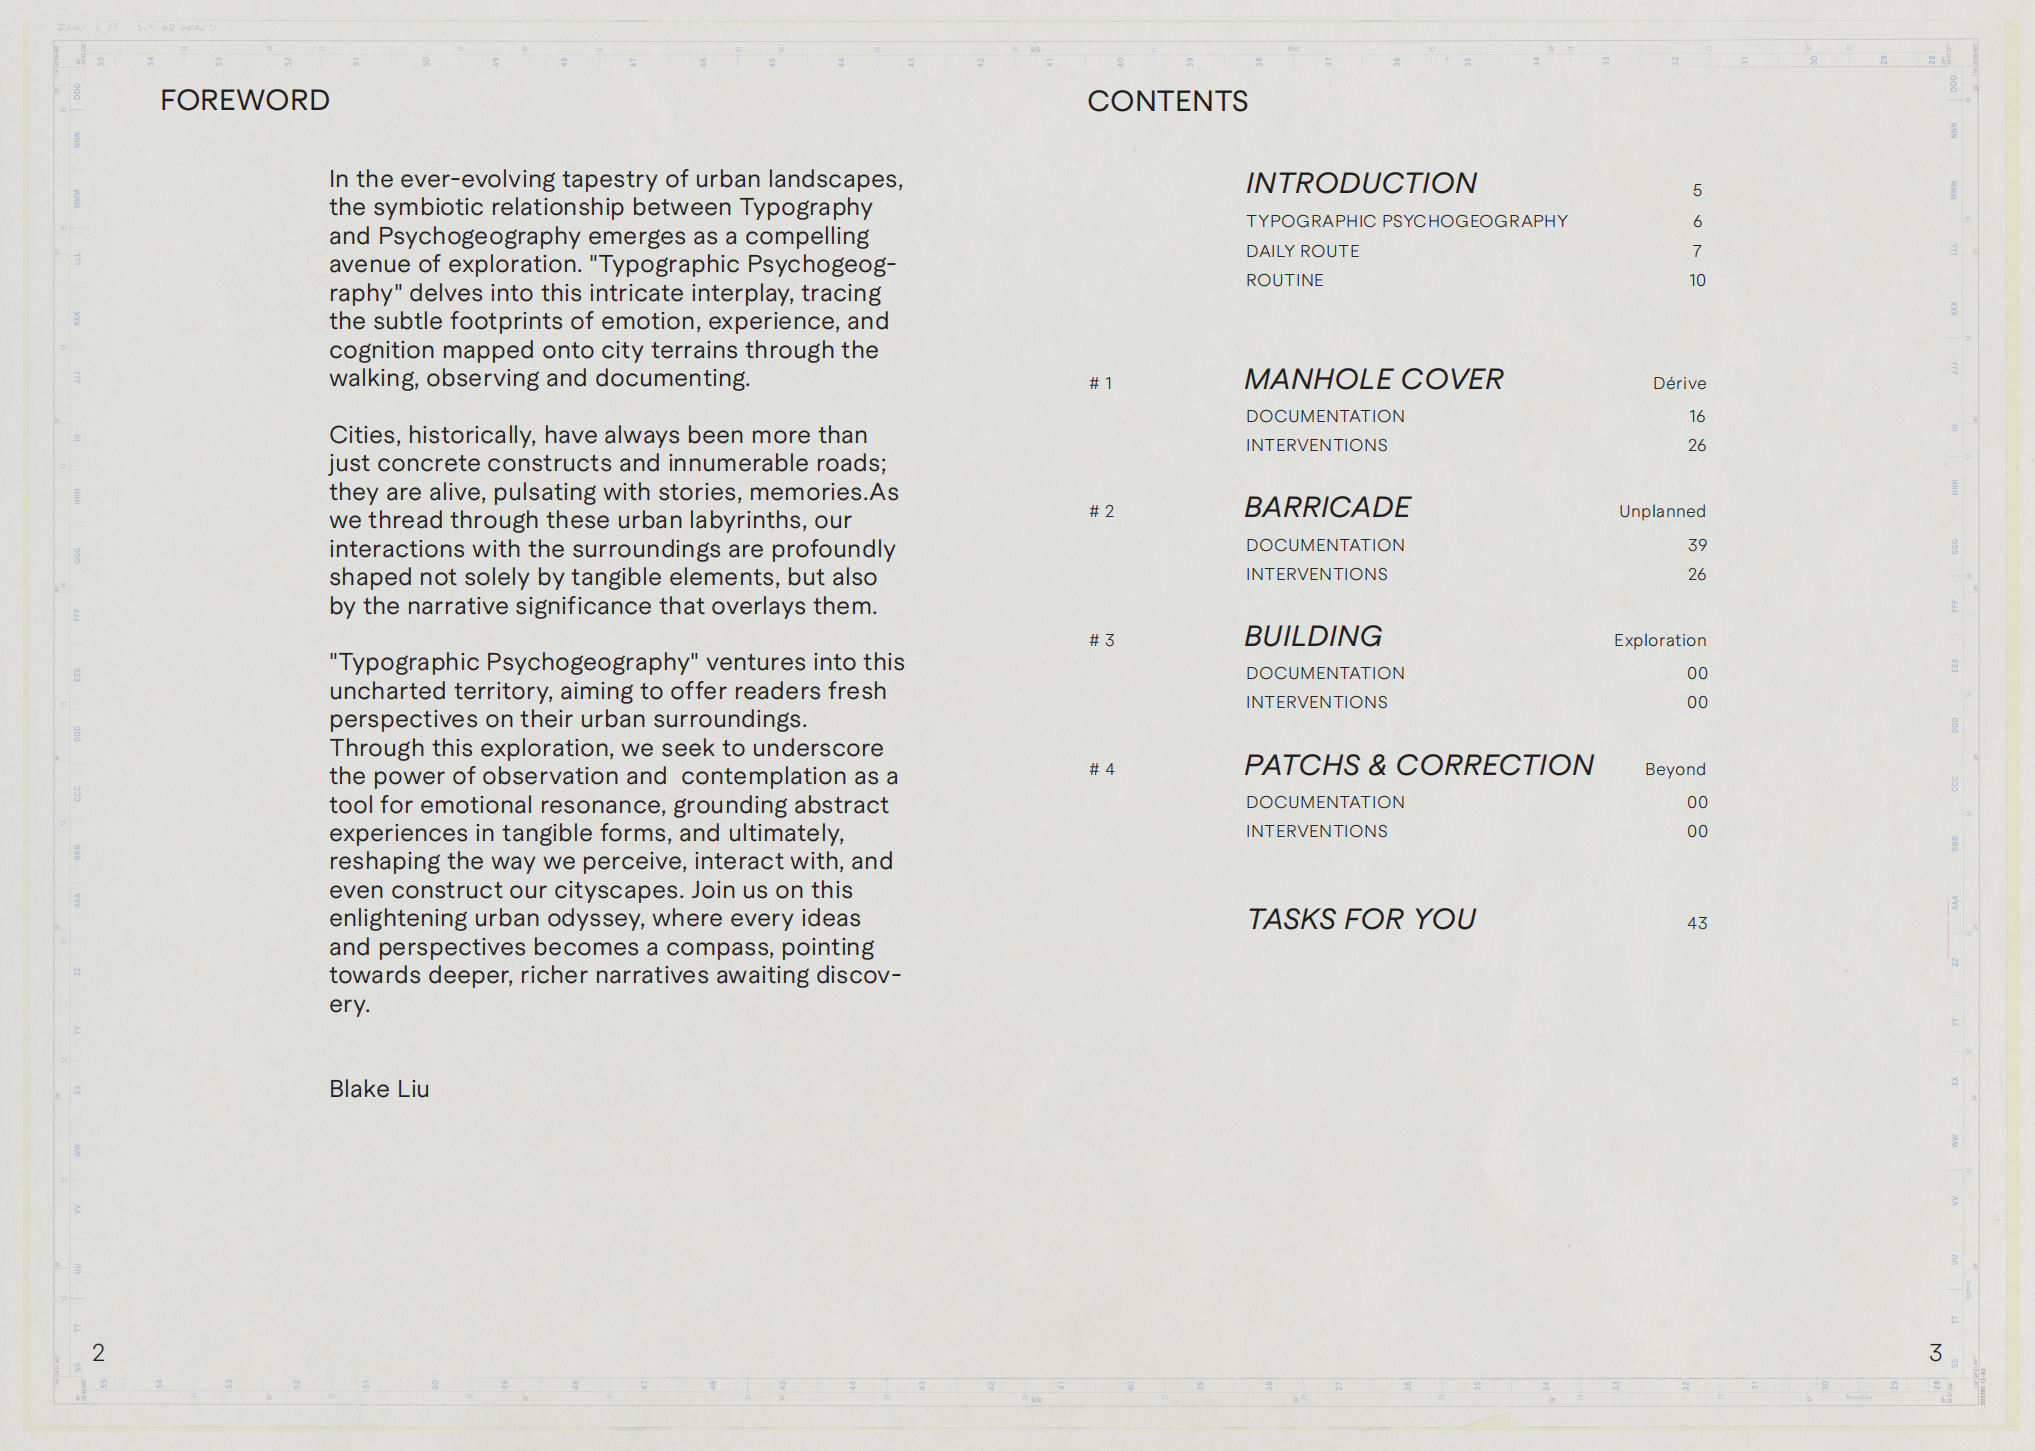 FOREWORD
In the ever-evolving tapestry of urban landscapes,
the symbiotic relationship between Typography
and Psychogeography emerges as a compelling
avenue of exploration. "Typographic Psychogeog-
raphy" delves into this intricate interplay, tracing
the subtle footprints of emotion, experience, and
cognition mapped onto city terrains through the
walking, observing and documenting.
Cities, historically, have always been more than
just concrete constructs and innumerable roads;
they are alive, pulsating with stories, memories.As
we thread through these urban labyrinths, our
interactions with the surroundings are profoundly
shaped not solely by tangible elements, but also
by the narrative significance that overlays them.
"Typographic Psychogeography" ventures into this
uncharted territory, aiming to offer readers fresh
perspectives on their urban surroundings.
Through this exploration, we seek to underscore
the power of observation and  contemplation as a
tool for emotional resonance, grounding abstract
experiences in tangible forms, and ultimately,
reshaping the way we perceive, interact with, and
even construct our cityscapes. Join us on this
enlightening urban odyssey, where every ideas
and perspectives becomes a compass, pointing
towards deeper, richer narratives awaiting discov-
ery.
Blake Liu
2
CONTENTS
INTRODUCTION 5
TYPOGRAPHIC PSYCHOGEOGRAPHY 6
DAILY ROUTE 7
ROUTINE 10
# 1 MANHOLE COVER Dérive
DOCUMENTATION 16
INTERVENTIONS 26
# 2 BARRICADE Unplanned
DOCUMENTATION 39
INTERVENTIONS 26
# 3 BUILDING Exploration
DOCUMENTATION 00
INTERVENTIONS 00
# 4 PATCHS & CORRECTION Beyond
DOCUMENTATION 00
INTERVENTIONS 00
TASKS FOR YOU 43
3